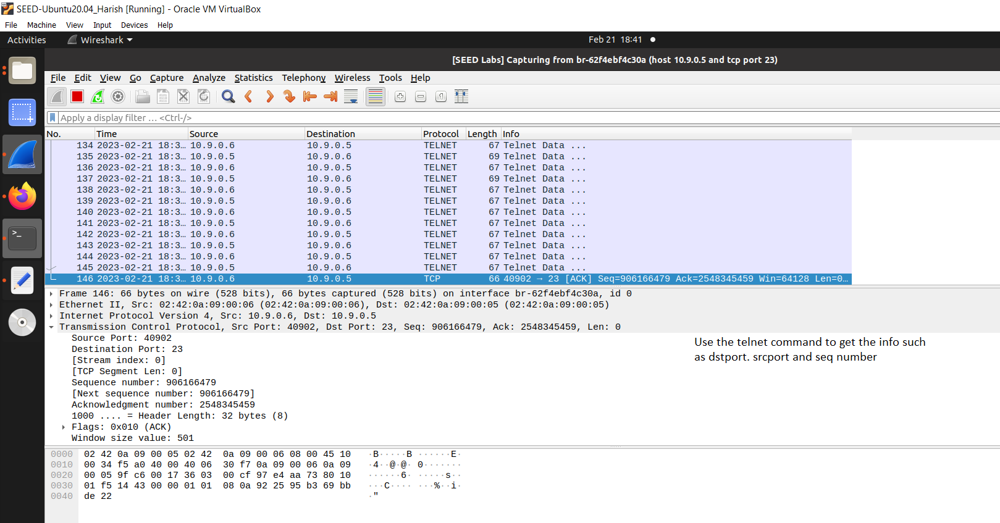 SEED-Ubuntu20.04_Harish [Running] - Oracle VM VirtualBox
File Machine View Input Devices Help
Activities Wireshark Feb 21 18:41
[SEED Labs] Capturing from br-62f4ebf4c30a (host 10.9.0.5 and tcp port 23)
File Edit View Go Capture Analyze Statistics Telephony Wireless Tools Help
Apply a display filter … <Ctrl-/>
No. Time Source Destination Protocol Length Info
134 2023-02-21 18:3… 10.9.0.6 10.9.0.5 TELNET 67 Telnet Data ...
135 2023-02-21 18:3… 10.9.0.5 10.9.0.6 TELNET 69 Telnet Data ...
136 2023-02-21 18:3… 10.9.0.6 10.9.0.5 TELNET 67 Telnet Data ...
137 2023-02-21 18:3… 10.9.0.5 10.9.0.6 TELNET 69 Telnet Data ...
138 2023-02-21 18:3… 10.9.0.6 10.9.0.5 TELNET 67 Telnet Data ...
139 2023-02-21 18:3… 10.9.0.5 10.9.0.6 TELNET 67 Telnet Data ...
140 2023-02-21 18:3… 10.9.0.6 10.9.0.5 TELNET 67 Telnet Data ...
141 2023-02-21 18:3… 10.9.0.5 10.9.0.6 TELNET 67 Telnet Data ...
142 2023-02-21 18:3… 10.9.0.6 10.9.0.5 TELNET 67 Telnet Data ...
143 2023-02-21 18:3… 10.9.0.5 10.9.0.6 TELNET 67 Telnet Data ...
144 2023-02-21 18:3… 10.9.0.6 10.9.0.5 TELNET 67 Telnet Data ...
145 2023-02-21 18:3… 10.9.0.5 10.9.0.6 TELNET 67 Telnet Data ...
146 2023-02-21 18:3… 10.9.0.6 10.9.0.5 TCP 66 40902 → 23 [ACK] Seq=906166479 Ack=2548345459 Win=64128 Len=0…
Frame 146: 66 bytes on wire (528 bits), 66 bytes captured (528 bits) on interface br-62f4ebf4c30a, id 0
Ethernet II, Src: 02:42:0a:09:00:06 (02:42:0a:09:00:06), Dst: 02:42:0a:09:00:05 (02:42:0a:09:00:05)
Internet Protocol Version 4, Src: 10.9.0.6, Dst: 10.9.0.5
Transmission Control Protocol, Src Port: 40902, Dst Port: 23, Seq: 906166479, Ack: 2548345459, Len: 0
Source Port: 40902
Destination Port: 23
[Stream index: 0]
[TCP Segment Len: 0]
Sequence number: 906166479
[Next sequence number: 906166479]
Acknowledgment number: 2548345459
1000 .... = Header Length: 32 bytes (8)
Flags: 0x010 (ACK)
Window size value: 501
Use the telnet command to get the info such
as dstport. srcport and seq number
0000 02 42 0a 09 00 05 02 42 0a 09 00 06 08 00 45 10 ·B·····B ······E·
0010 00 34 f5 a0 40 00 40 06 30 f7 0a 09 00 06 0a 09 ·4··@·@· 0·······
0020 00 05 9f c6 00 17 36 03 00 cf 97 e4 aa 73 80 10 ······6· ·····s··
0030 01 f5 14 43 00 00 01 01 08 0a 92 25 95 b3 69 bb ···C···· ···%··i·
0040 de 22 ·"